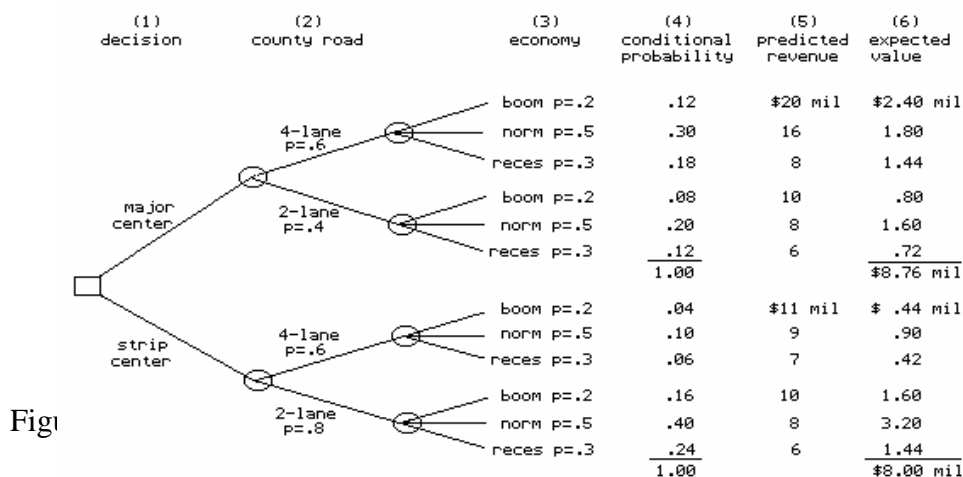 (1) (2) (3) (4) (5) (6)
decision county road economy conditional predicted expected
probability revenue value
boom p=.2 .12 $20 mil $2.40 mil
4-lane
p=.6
norm p=.5 .30 16 1.80
reces p=.3 .18 8 1.44
major
center
boom p=.2 .08 10 .80
2-lane
p=.4
norm p=.5 .20 8 1.60
reces p=.3 .12 6 .72
1.00 $8.76 mil
boom p=.2 .04 $11 mil $ .44 mil
4-lane
p=.6
norm p=.5 .10 9 .90
strip
center
reces p=.3 .06 7 .42
boom p=.2 .16 10 1.60
2-lane
p=.8
norm p=.5 .40 8 3.20
reces p=.3 .24 6 1.44
1.00 $8.00 mil